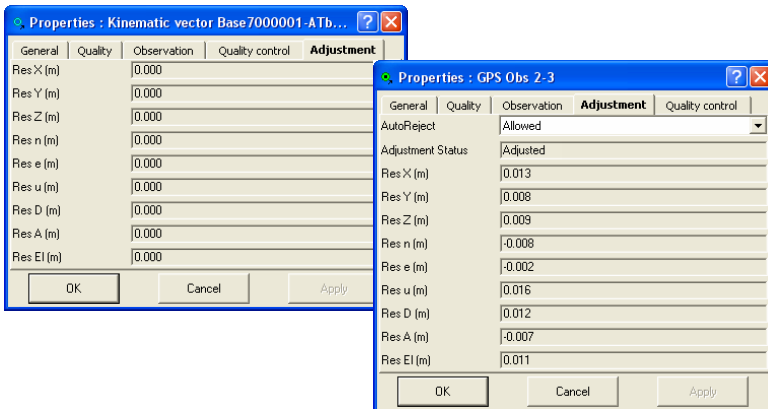 Properties : Kinematic vector Base7000001-ATb...
General Quality Observation Quality control Adjustment
Res X (m) 0.000
Res Y (m) 0.000
Res Z (m) 0.000
Res n (m) 0.000
Res e (m) 0.000
Res u (m) 0.000
Res D (m) 0.000
Res A (m) 0.000
Res El (m) 0.000
OK Cancel Apply
Properties : GPS Obs 2-3
General Quality Observation Adjustment Quality control
AutoReject Allowed
Adjustment Status Adjusted
Res X (m) 0.013
Res Y (m) 0.008
Res Z (m) 0.009
Res n (m) -0.008
Res e (m) -0.002
Res u (m) 0.016
Res D (m) 0.012
Res A (m) -0.007
Res El (m) 0.011
OK Cancel Apply